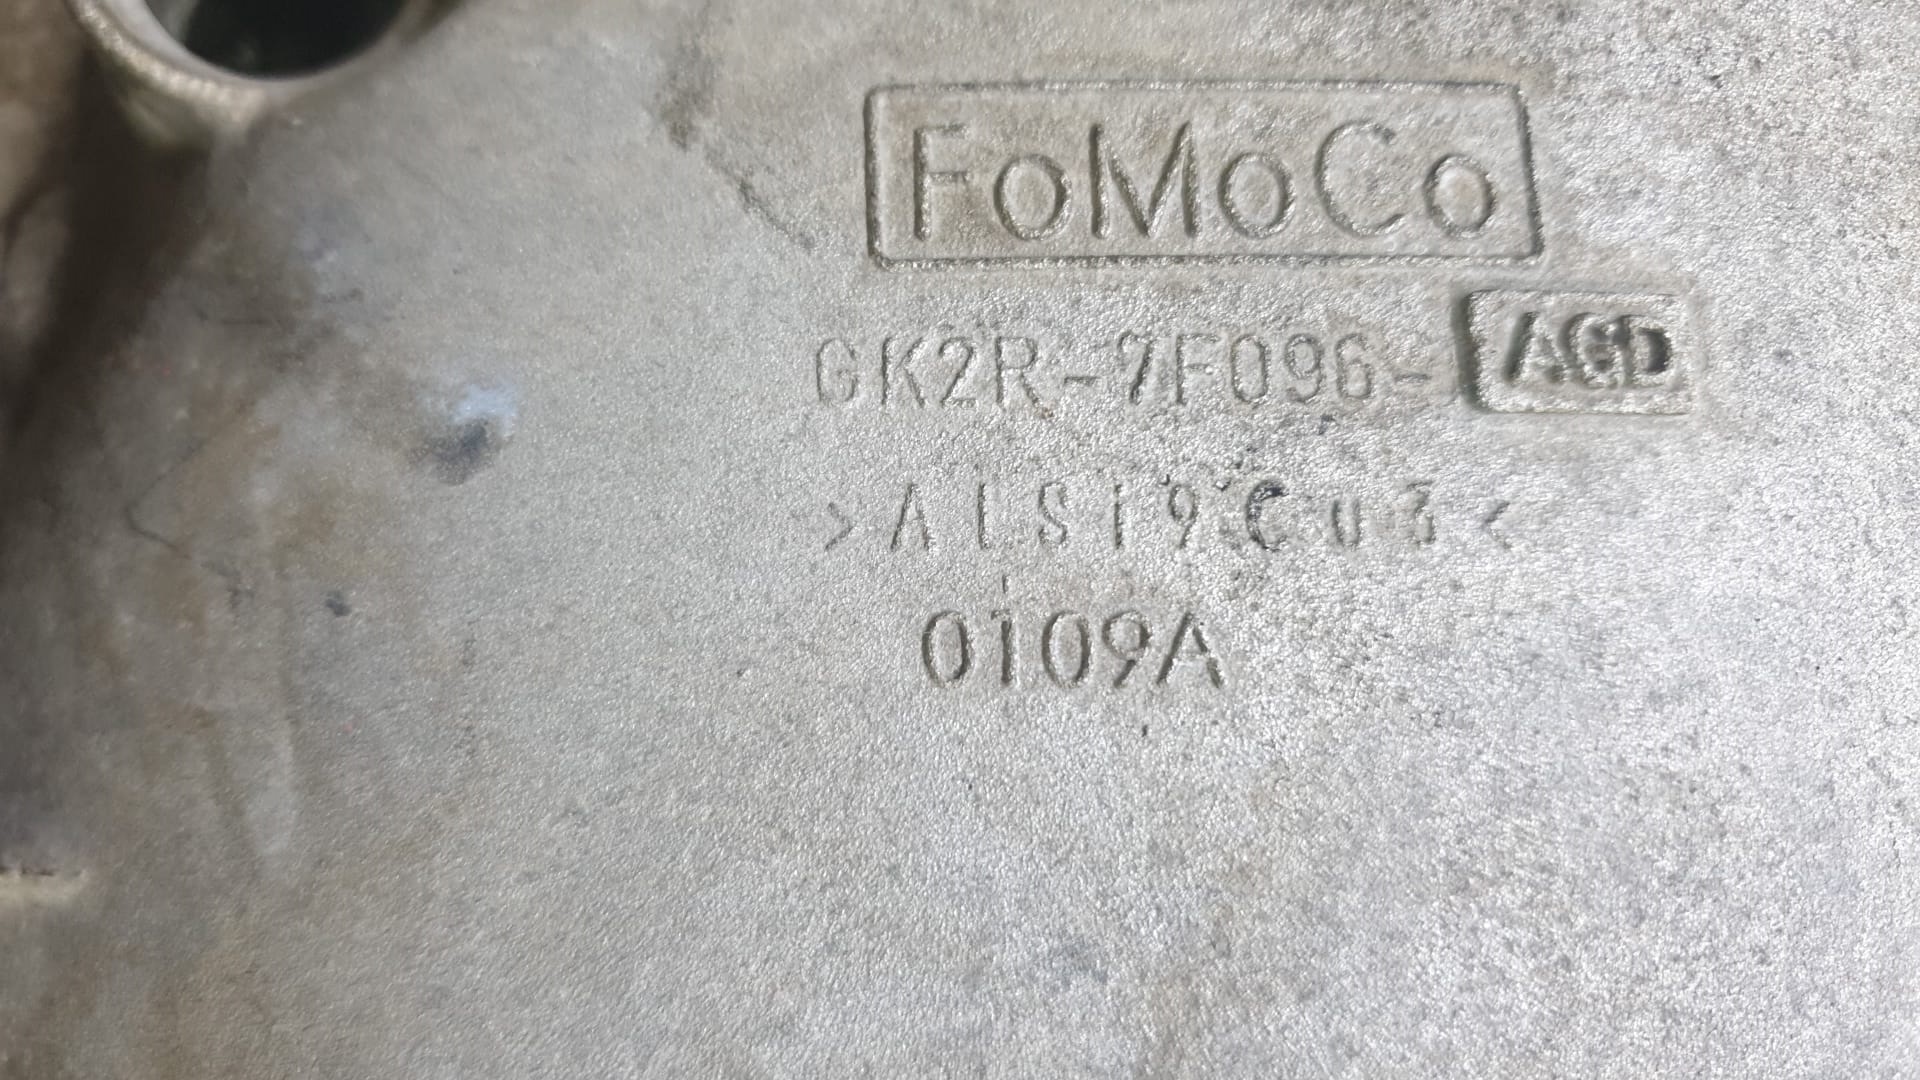 FoMoCo
GK2R-7F096-AGD
>AlSi9Cu3<
0109A